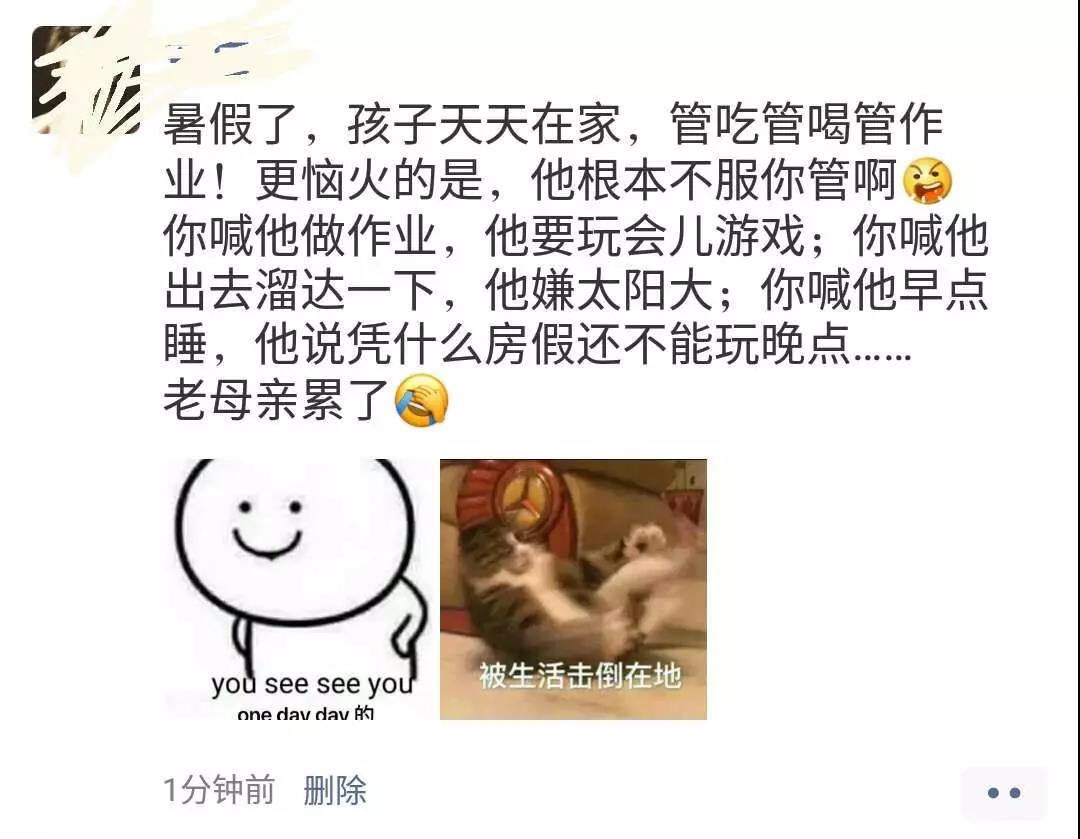 暑假了，孩子天天在家，管吃管喝管作
业！更恼火的是，他根本不服你管啊
你喊他做作业，他要玩会儿游戏；你喊他
出去溜达一下，他嫌太阳大；你喊他早点
睡，他说凭什么房假还不能玩晚点……
老母亲累了
you see see you
one day day 的
被生活击倒在地
1分钟前 删除